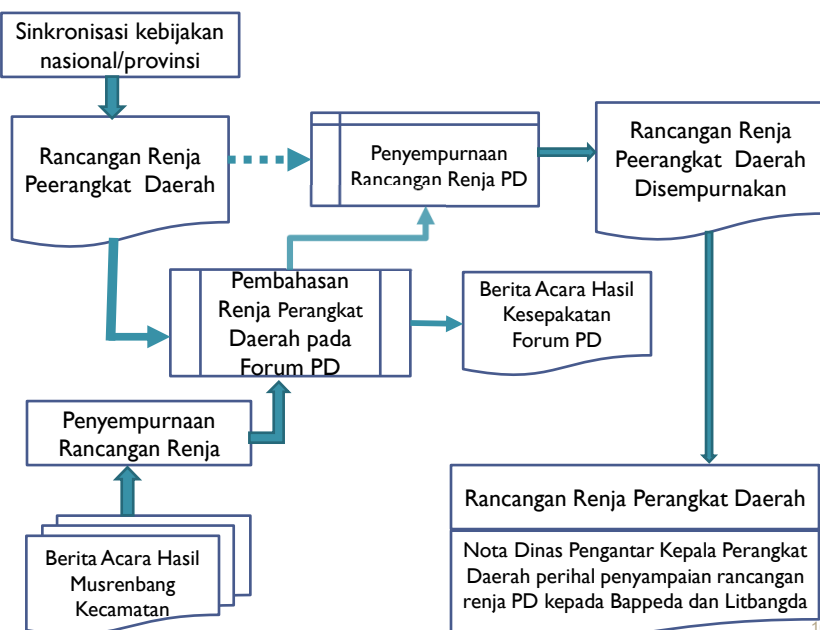 Sinkronisasi kebijakan
nasional/provinsi
Rancangan Renja
Peerangkat Daerah
Penyempurnaan
Rancangan Renja PD
Rancangan Renja
Peerangkat Daerah
Disempurnakan
Pembahasan
Renja Perangkat
Daerah pada
Forum PD
Berita Acara Hasil
Kesepakatan
Forum PD
Penyempurnaan
Rancangan Renja
Berita Acara Hasil
Musrenbang
Kecamatan
Rancangan Renja Perangkat Daerah
Nota Dinas Pengantar Kepala Perangkat
Daerah perihal penyampaian rancangan
renja PD kepada Bappeda dan Litbangda